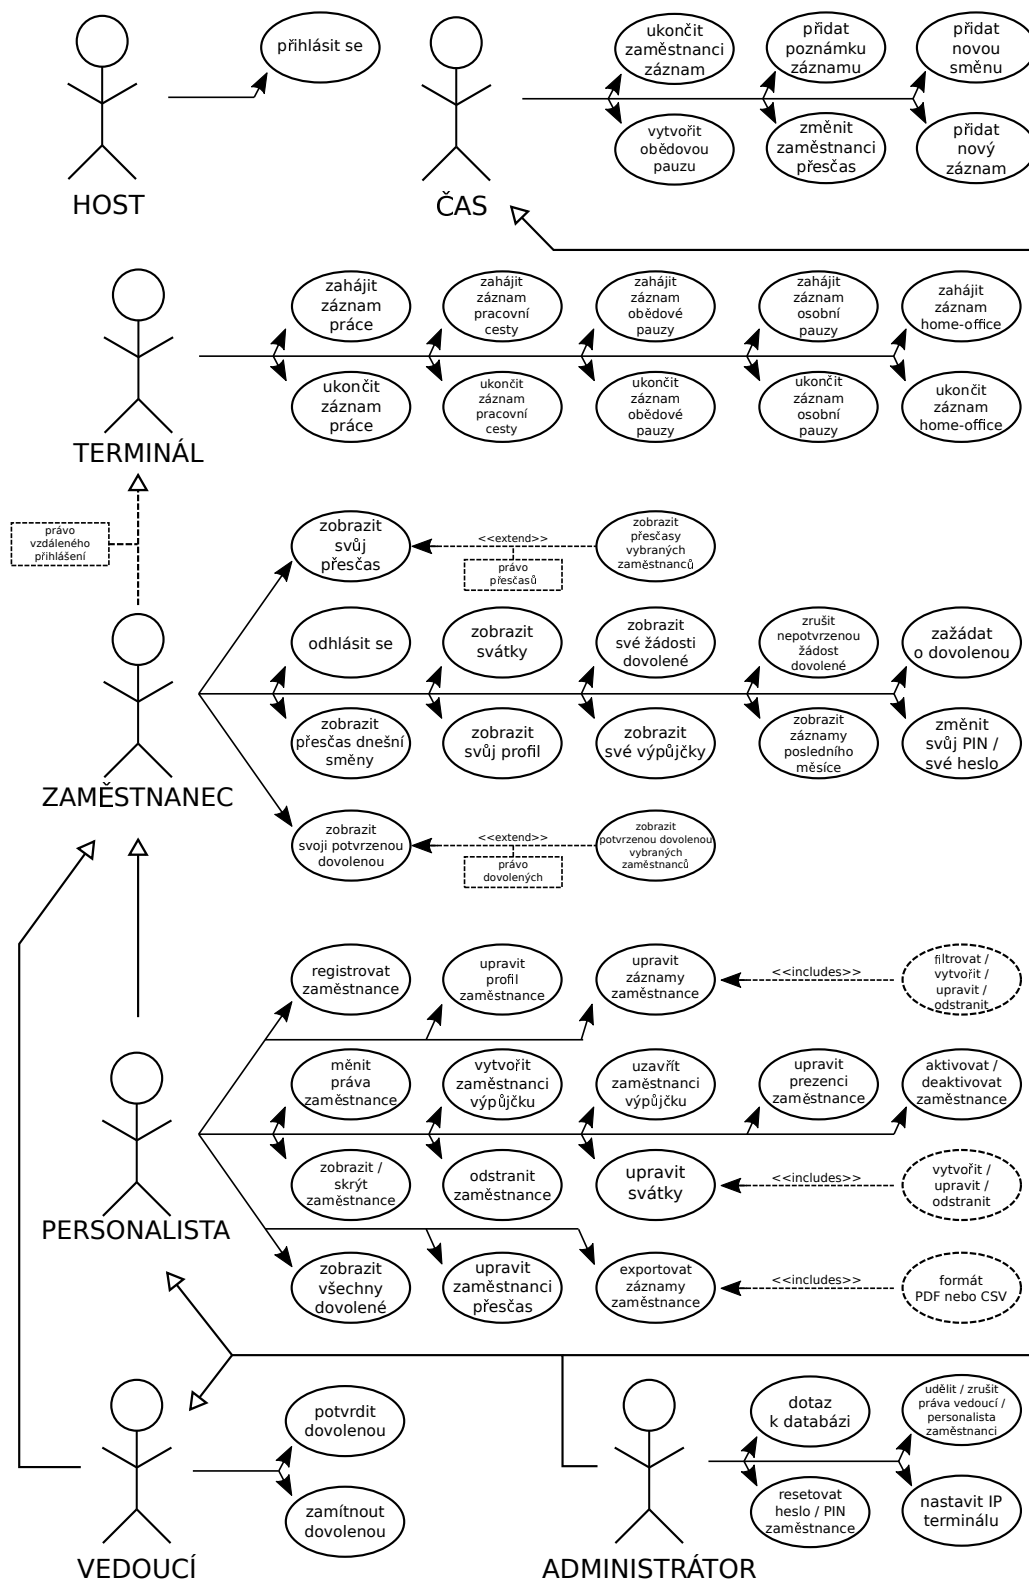 přihlásit se
HOST
ukončit
zaměstnanci
záznam
přidat
poznámku
záznamu
přidat
novou
směnu
vytvořit
obědovou
pauzu
změnit
zaměstnanci
přesčas
přidat
nový
záznam
ČAS
zahájit
záznam
práce
zahájit
záznam
pracovní
cesty
zahájit
záznam
obědové
pauzy
zahájit
záznam
osobní
pauzy
zahájit
záznam
home-office
ukončit
záznam
práce
ukončit
záznam
pracovní
cesty
ukončit
záznam
obědové
pauzy
ukončit
záznam
osobní
pauzy
ukončit
záznam
home-office
TERMINÁL
právo
vzdáleného
přihlášení
zobrazit
svůj
přesčas
<<extend>>
právo
přesčasů
zobrazit
přesčasy
vybraných
zaměstnanců
odhlásit se
zobrazit
svátky
zobrazit
své žádosti
dovolené
zrušit
nepotvrzenou
žádost
dovolené
zažádat
o dovolenou
zobrazit
přesčas dnešní
směny
zobrazit
svůj profil
zobrazit
své výpůjčky
zobrazit
záznamy
posledního
měsíce
změnit
svůj PIN /
své heslo
ZAMĚSTNANEC
zobrazit
svoji potvrzenou
dovolenou
<<extend>>
právo
dovolených
zobrazit
potvrzenou dovolenou
vybraných
zaměstnanců
registrovat
zaměstnance
upravit
profil
zaměstnance
upravit
záznamy
zaměstnance
<<includes>>
filtrovat /
vytvořit /
upravit /
odstranit
měnit
práva
zaměstnance
vytvořit
zaměstnanci
výpůjčku
uzavřít
zaměstnanci
výpůjčku
upravit
prezenci
zaměstnance
aktivovat /
deaktivovat
zaměstnance
zobrazit /
skrýt
zaměstnance
odstranit
zaměstnance
upravit
svátky
<<includes>>
vytvořit /
upravit /
odstranit
PERSONALISTA
zobrazit
všechny
dovolené
upravit
zaměstnanci
přesčas
exportovat
záznamy
zaměstnance
<<includes>>
formát
PDF nebo CSV
potvrdit
dovolenou
zamítnout
dovolenou
VEDOUCÍ
dotaz
k databázi
udělit / zrušit
práva vedoucí /
personalista
zaměstnanci
resetovat
heslo / PIN
zaměstnance
nastavit IP
terminálu
ADMINISTRÁTOR